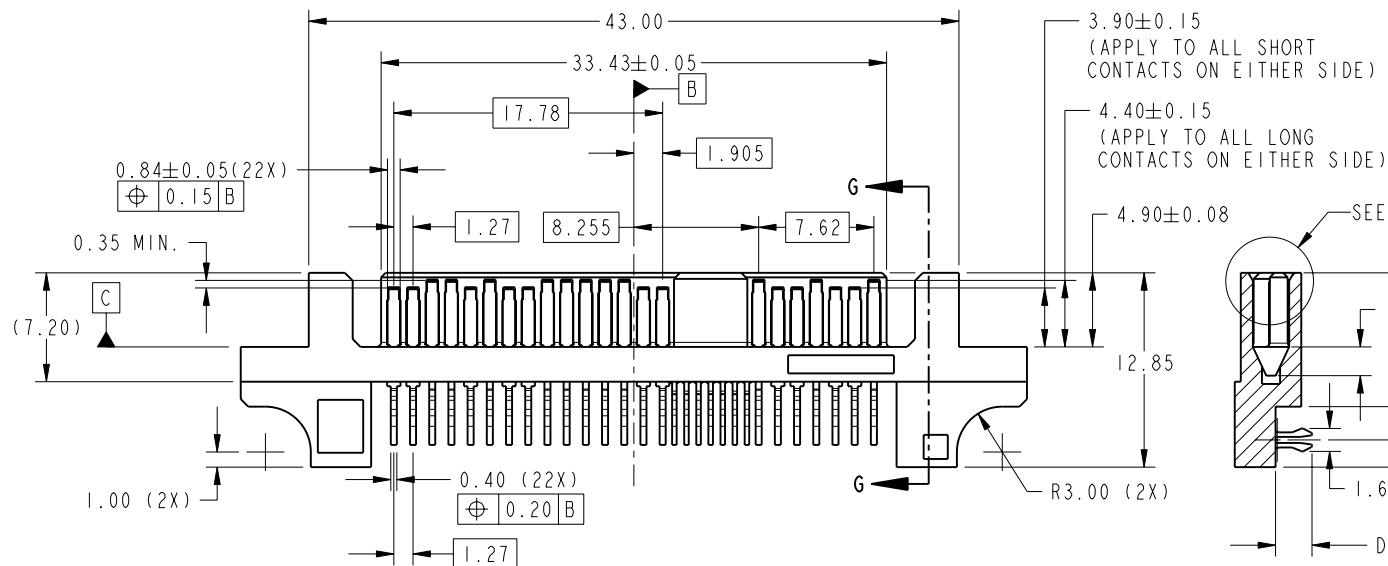 43.00
3.90±0.15
(APPLY TO ALL SHORT
CONTACTS ON EITHER SIDE)
33.43±0.05
B
17.78
4.40±0.15
(APPLY TO ALL LONG
CONTACTS ON EITHER SIDE)
1.905
0.84±0.05(22X)
⌖ 0.15 B
G
4.90±0.08
SEE
1.27
8.255
7.62
0.35 MIN.
C
(7.20)
12.85
1.00 (2X)
0.40 (22X)
⌖ 0.20 B
G
R3.00 (2X)
1.6
1.27
D